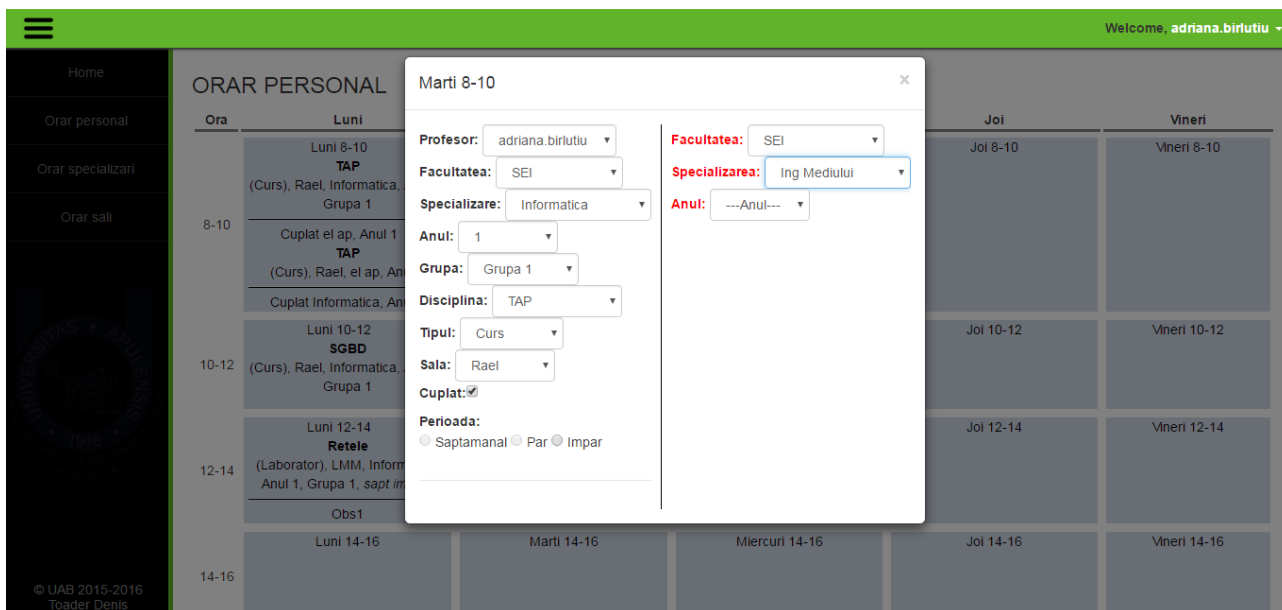 Welcome, adriana.birlutiu
Home
Orar personal
Orar specializari
Orar sali
© UAB 2015-2016
Toader Denis
ORAR PERSONAL
Ora Luni Joi Vineri
8-10
Luni 8-10
TAP
(Curs), Rael, Informatica,
Grupa 1
Cuplat el ap, Anul 1
TAP
(Curs), Rael, el ap,
Cuplat Informatica,
Joi 8-10
Vineri 8-10
10-12
Luni 10-12
SGBD
(Curs), Rael, Informatica,
Grupa 1
Joi 10-12
Vineri 10-12
12-14
Luni 12-14
Retele
(Laborator), LMM,
Anul 1, Grupa 1, sapt
Obs1
Joi 12-14
Vineri 12-14
14-16
Luni 14-16
Marti 14-16
Miercuri 14-16
Joi 14-16
Vineri 14-16
Marti 8-10 ×
Profesor: adriana.birlutiu
Facultatea: SEI
Specializare: Informatica
Anul: 1
Grupa: Grupa 1
Disciplina: TAP
Tipul: Curs
Sala: Rael
Cuplat:
Perioada:
Saptamanal Par Impar
Facultatea: SEI
Specializarea: Ing Mediului
Anul: ---Anul---
UNIVERSITAS APULENSIS
1918